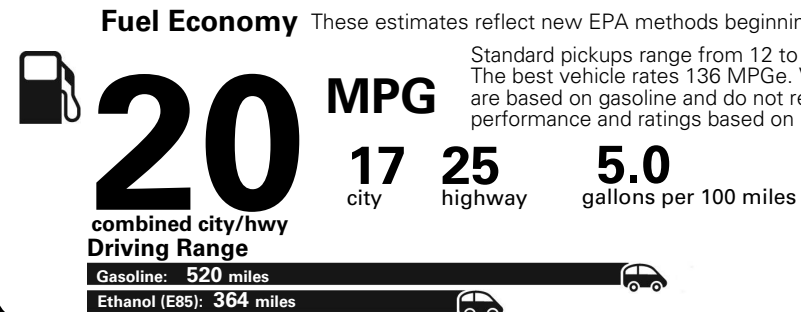 Fuel Economy These estimates reflect new EPA methods beginnin
Standard pickups range from 12 to
The best vehicle rates 136 MPGe. V
are based on gasoline and do not re
performance and ratings based on
20 MPG
17 25 5.0
city highway gallons per 100 miles
combined city/hwy
Driving Range
Gasoline: 520 miles
Ethanol (E85): 364 miles